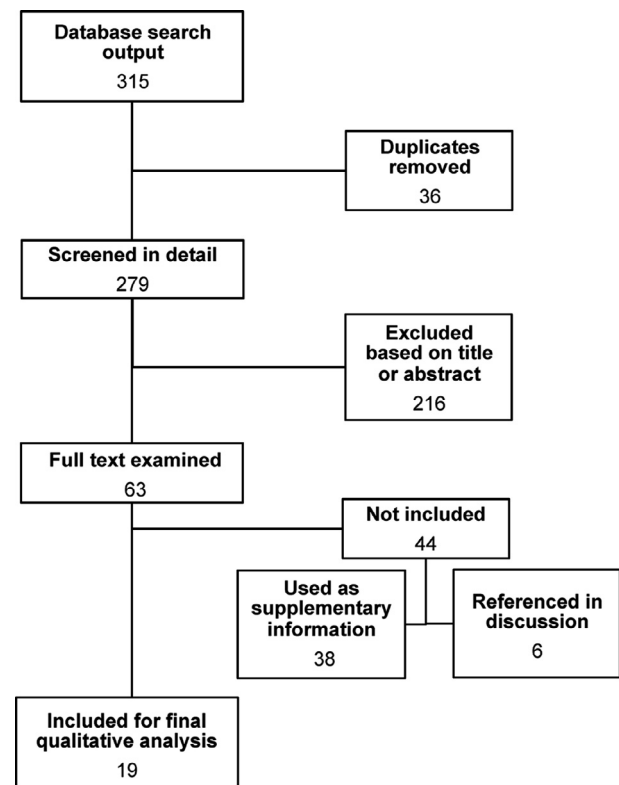 Database search
output
315
Duplicates
removed
36
Screened in detail
279
Excluded
based on title
or abstract
216
Full text examined
63
Not included
44
Used as
supplementary
information
38
Referenced in
discussion
6
Included for final
qualitative analysis
19